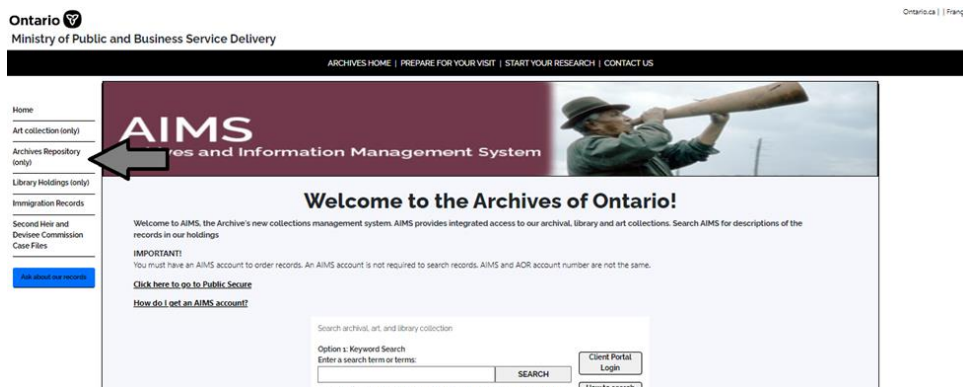 Ontario
Ontario.ca | | Franç
Ministry of Public and Business Service Delivery
ARCHIVES HOME | PREPARE FOR YOUR VISIT | START YOUR RESEARCH | CONTACT US
Home
Art collection (only)
Archives Repository
(only)
Library Holdings (only)
Immigration Records
Second Heir and
Devisee Commission
Case Files
Ask about our records
AIMS
ves and Information Management System
Welcome to the Archives of Ontario!
Welcome to AIMS, the Archive's new collections management system. AIMS provides integrated access to our archival, library and art collections. Search AIMS for descriptions of the
records in our holdings
IMPORTANT!
You must have an AIMS account to order records. An AIMS account is not required to search records. AIMS and AOR account number are not the same.
Click here to go to Public Secure
How do I get an AIMS account?
Search archival, art, and library collection
Option 1: Keyword Search
Enter a search term or terms:
SEARCH
Client Portal
Login
How to search